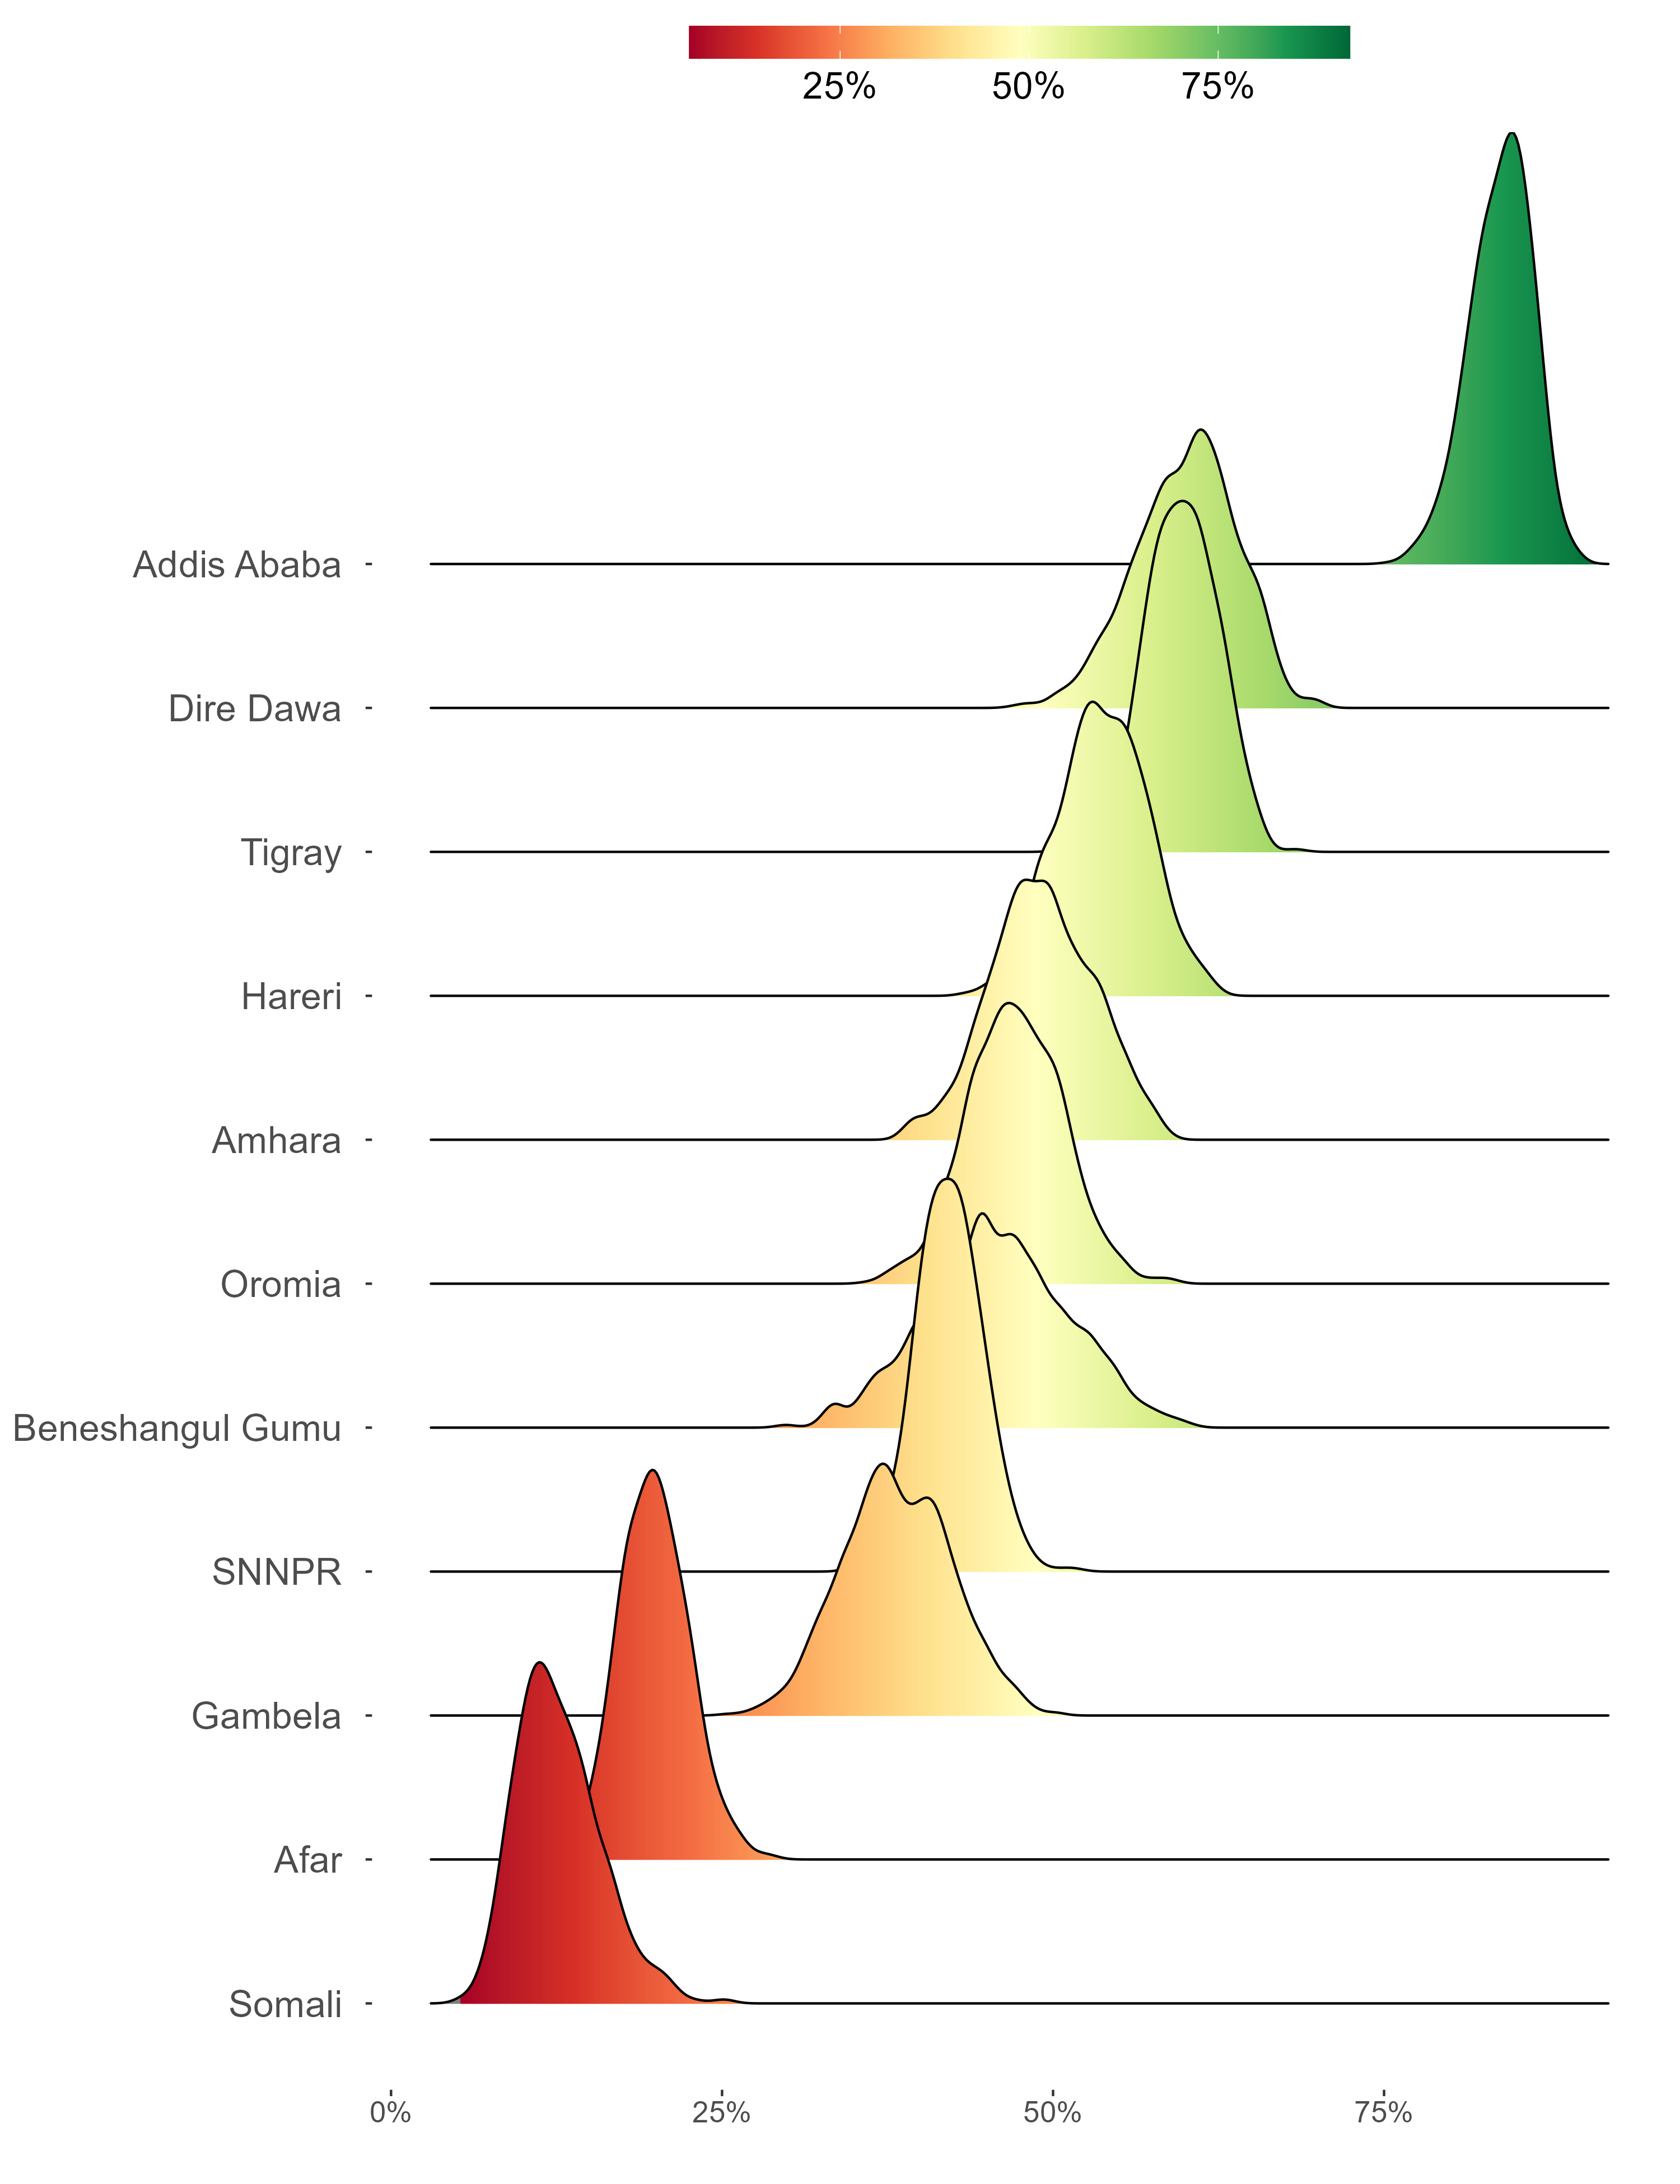 25% 50% 75%
Addis Ababa
Dire Dawa
Tigray
Hareri
Amhara
Oromia
Beneshangul Gumu
SNNPR
Gambela
Afar
Somali
0% 25% 50% 75%